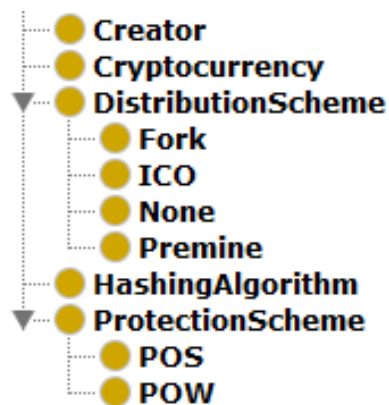 Creator
Cryptocurrency
DistributionScheme
Fork
ICO
None
Premine
HashingAlgorithm
ProtectionScheme
POS
POW